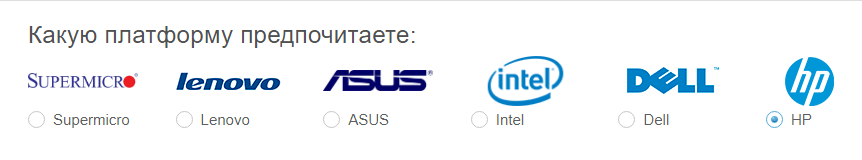 Какую платформу предпочитаете:
SUPERMICRO lenovo ASUS intel DELL hp
Supermicro Lenovo ASUS Intel Dell HP